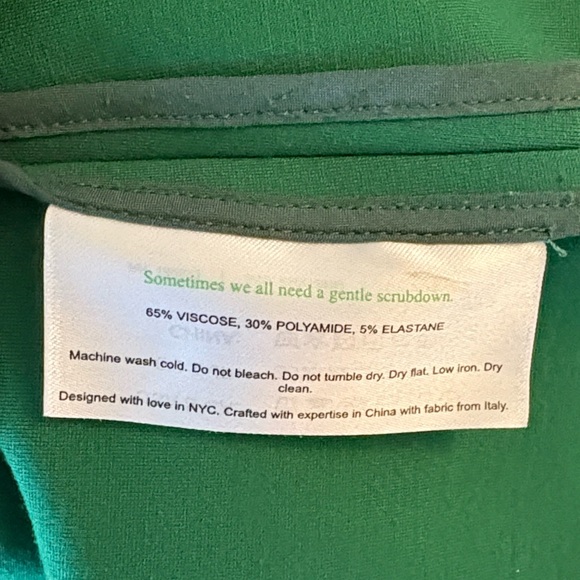 Sometimes we all need a gentle scrubdown.
65% VISCOSE, 30% POLYAMIDE, 5% ELASTANE
Machine wash cold. Do not bleach. Do not tumble dry. Dry flat. Low iron. Dry
clean.
Designed with love in NYC. Crafted with expertise in China with fabric from Italy.